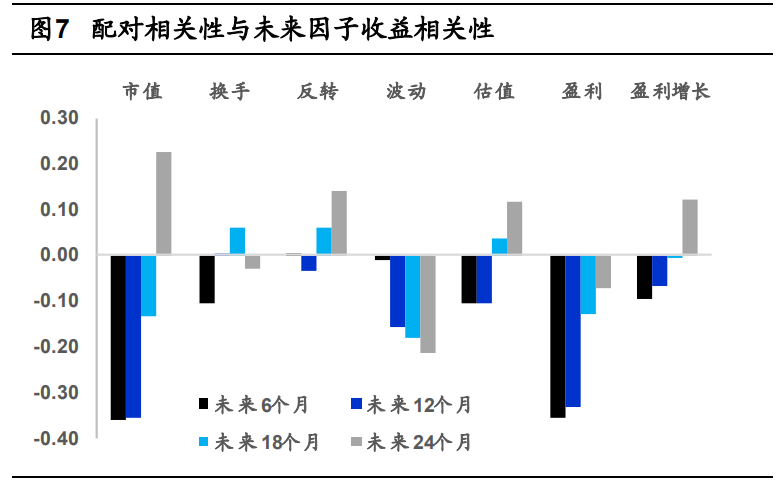 图7 配对相关性与未来因子收益相关性
市值 换手 反转 波动 估值 盈利 盈利增长
0.30
0.20
0.10
0.00
-0.10
-0.20
-0.30
-0.40
未来6个月 未来12个月
未来18个月 未来24个月